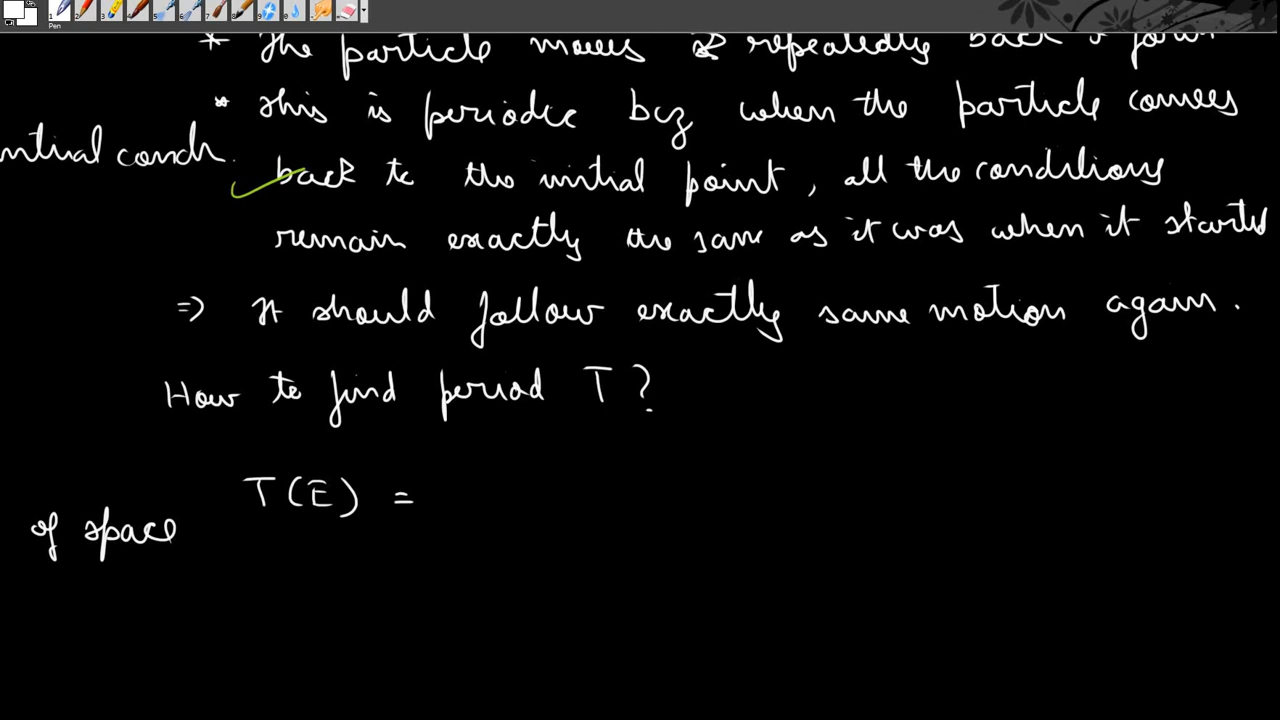 * The particle moves repeatedly back &
* This is periodic bcz when the particle comes
ntial condn.
back to the initial point, all the conditions
remain exactly the same as it was when it started
=> It should follow exactly same motion again.
How to find period T?
T(E) =
of space
Pen